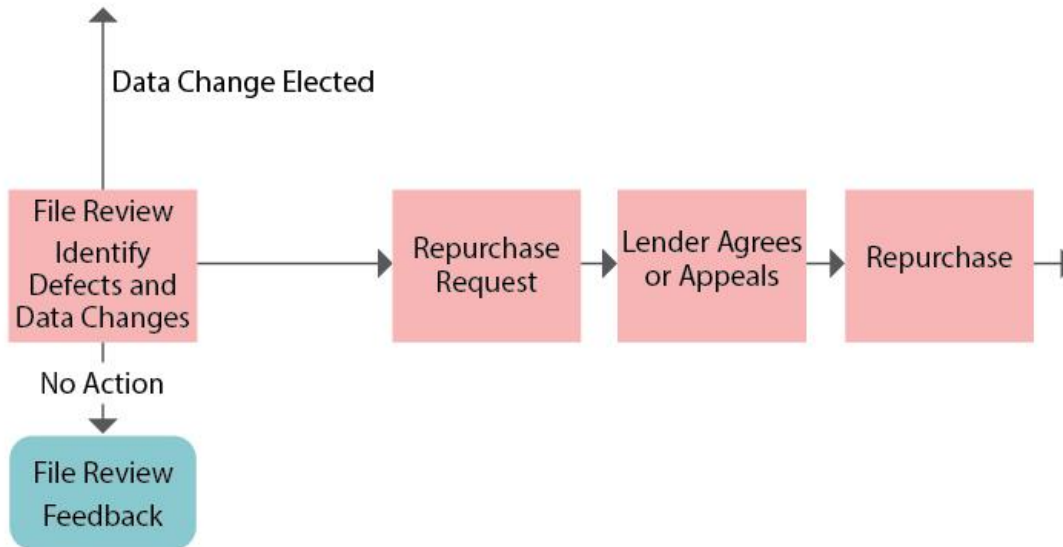 Data Change Elected
File Review
Identify
Defects and
Data Changes
Repurchase
Request
Lender Agrees
or Appeals
Repurchase
No Action
File Review
Feedback